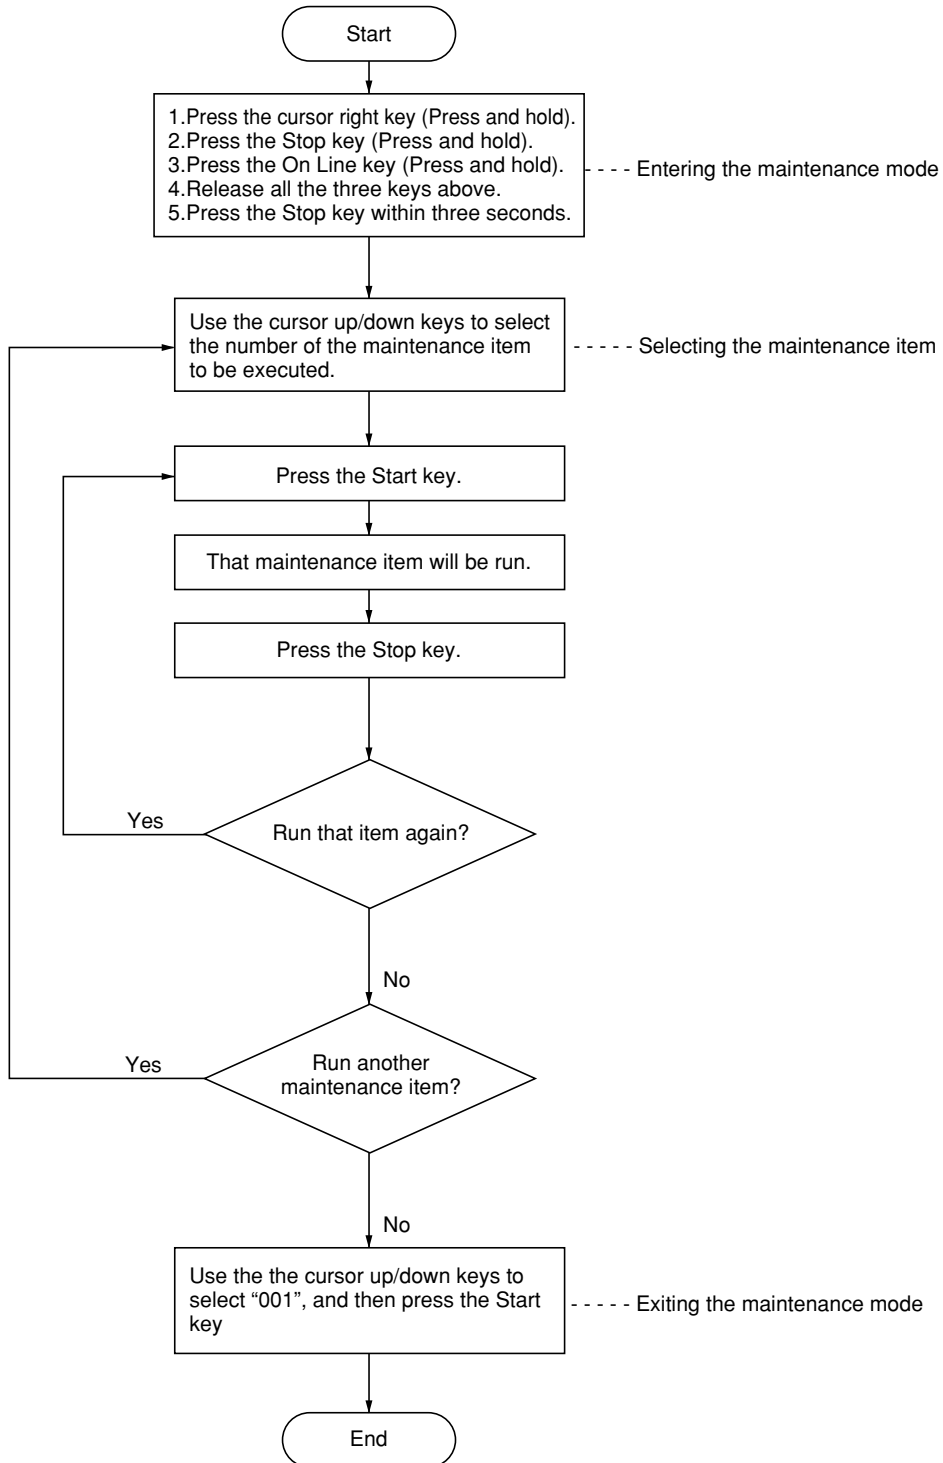 Start
1.Press the cursor right key (Press and hold).
2.Press the Stop key (Press and hold).
3.Press the On Line key (Press and hold).
4.Release all the three keys above.
5.Press the Stop key within three seconds.
- - - - Entering the maintenance mode
Use the cursor up/down keys to select
the number of the maintenance item
to be executed.
- - - - - Selecting the maintenance item
Press the Start key.
That maintenance item will be run.
Press the Stop key.
Run that item again?
Yes
No
Run another
maintenance item?
Yes
No
Use the the cursor up/down keys to
select “001”, and then press the Start
key
- - - - - Exiting the maintenance mode
End